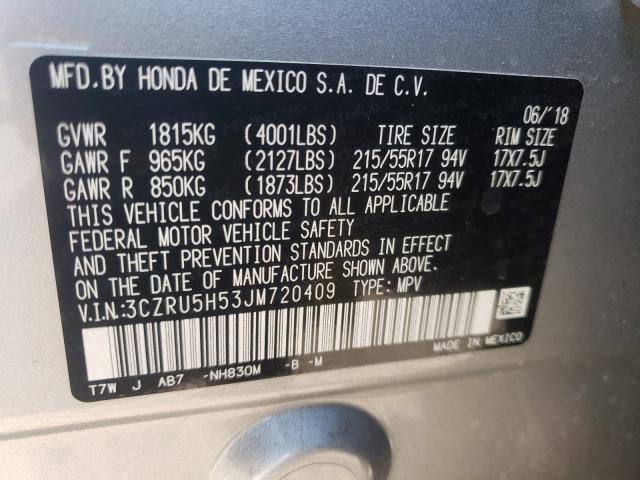 MFD.BY HONDA DE MEXICO S.A. DE C.V.
06/'18
GVWR 1815KG (4001LBS) TIRE SIZE RIM SIZE
GAWR F 965KG (2127LBS) 215/55R17 94V 17X7.5J
GAWR R 850KG (1873LBS) 215/55R17 94V 17X7.5J
THIS VEHICLE CONFORMS TO ALL APPLICABLE
FEDERAL MOTOR VEHICLE SAFETY
AND THEFT PREVENTION STANDARDS IN EFFECT
ON THE DATE OF MANUFACTURE SHOWN ABOVE.
V.I.N.:3CZRU5H53JM720409 TYPE: MPV
MADE IN MEXICO
T7W J AB7 -NH830M -B -M